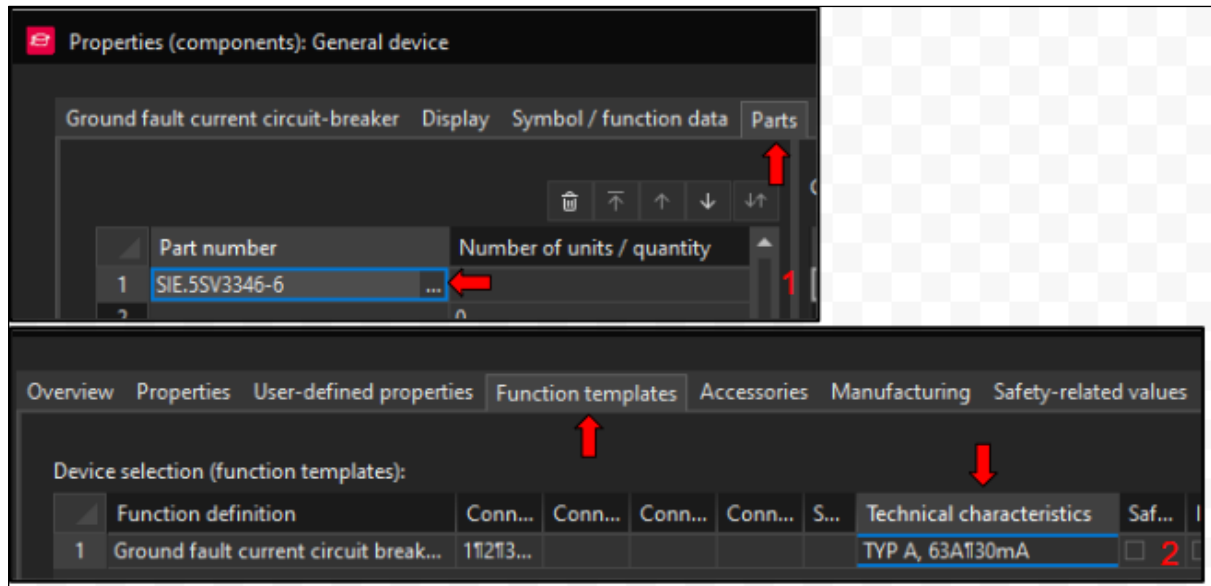 Properties (components): General device
Ground fault current circuit-breaker Display Symbol / function data Parts
Part number Number of units / quantity
1 SIE.5SV3346-6 ... 1
2 0
Overview Properties User-defined properties Function templates Accessories Manufacturing Safety-related values
Device selection (function templates):
Function definition Conn... Conn... Conn... Conn... S... Technical characteristics Saf...
1 Ground fault current circuit break... 1¶2¶3... TYP A, 63A¶30mA 2